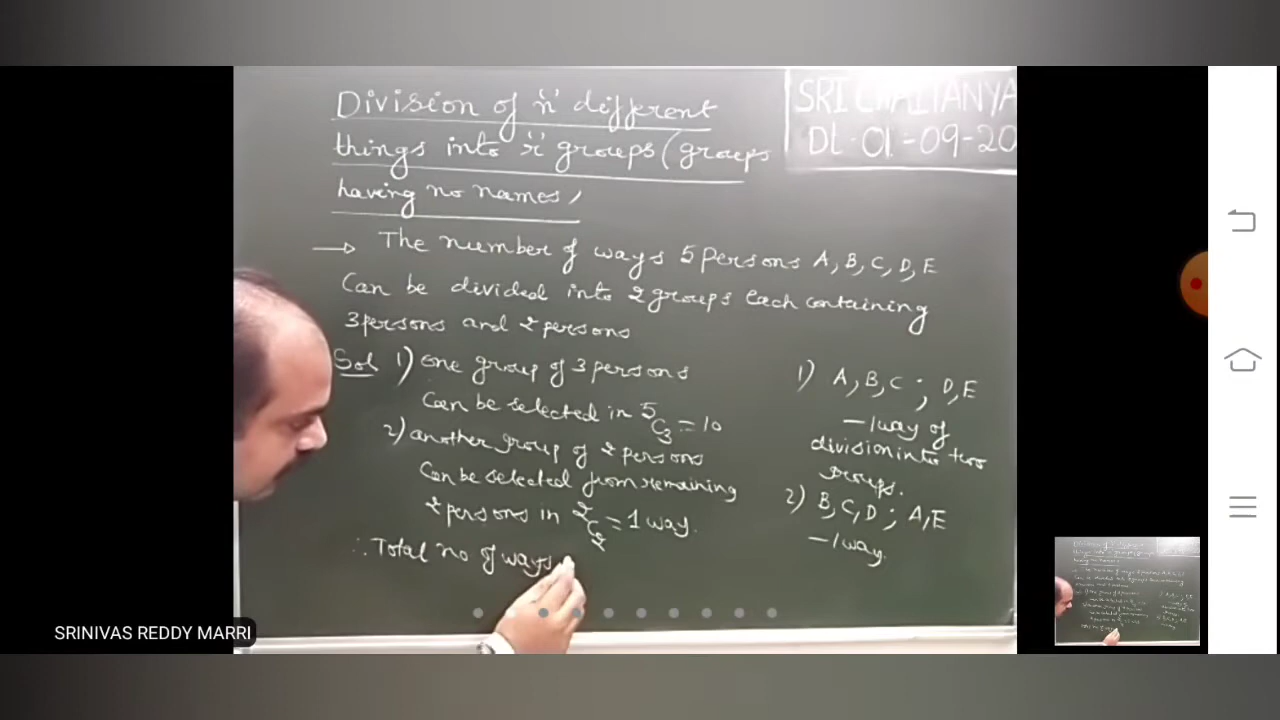 Division of 'n' different
things into 'r' groups (groups
having no names)
→ The number of ways 5 persons A, B, C, D, E
Can be divided into 2 groups each containing
3 persons and 2 persons
Sol 1) one group of 3 persons
Can be selected in 5C3 = 10
2) another group of 2 persons
Can be selected from remaining
2 persons in 2C2 = 1 way.
∴ Total no of ways
SRI CHAITANYA
DL-01-09-20
1) A, B, C ; D, E
– 1 way of
division into two
groups.
2) B, C, D ; A, E
– 1 way.
SRINIVAS REDDY MARRI